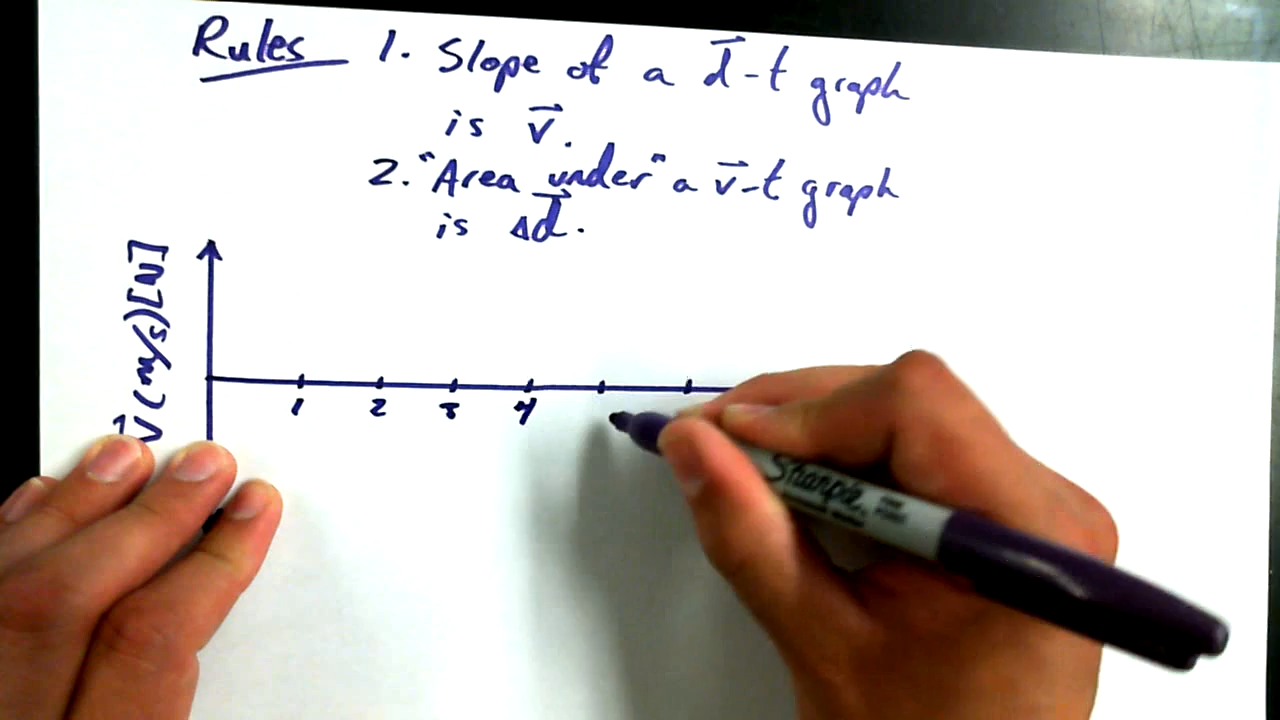 Rules 1. Slope of a d⃗-t graph
is v⃗.
2. "Area under" a v⃗-t graph
is Δd⃗.
v⃗ (m/s) [N]
1 2 3 4
Sharpie.